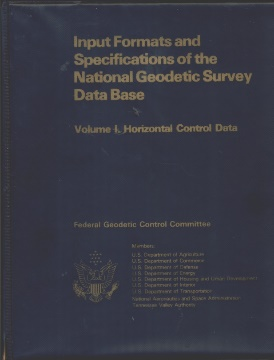 Input Formats and
Specifications of the
National Geodetic Survey
Data Base
Volume I. Horizontal Control Data
Federal Geodetic Control Committee
Members
U.S. Department of Agriculture
U.S. Department of Commerce
U.S. Department of Defense
U.S. Department of Energy
U.S. Department of Housing and Urban Development
U.S. Department of Interior
U.S. Department of Transportation
National Aeronautics and Space Administration
Tennessee Valley Authority